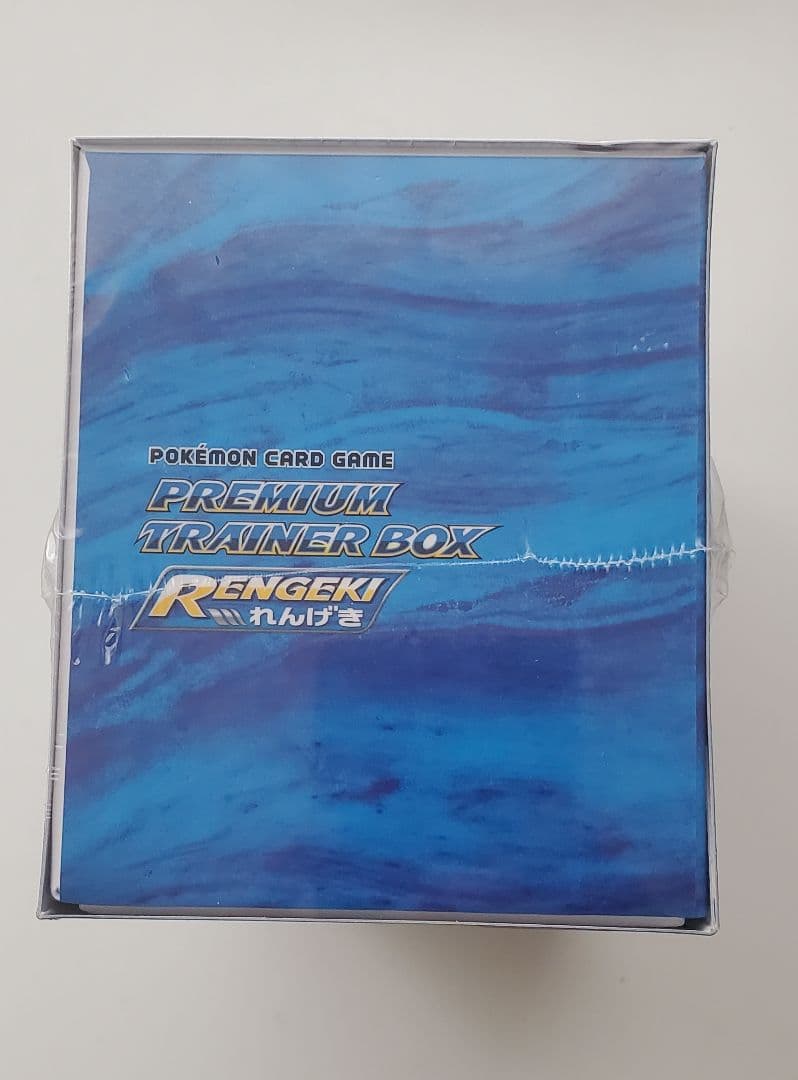 POKÉMON CARD GAME
PREMIUM
TRAINER BOX
RENGEKI
れんげき